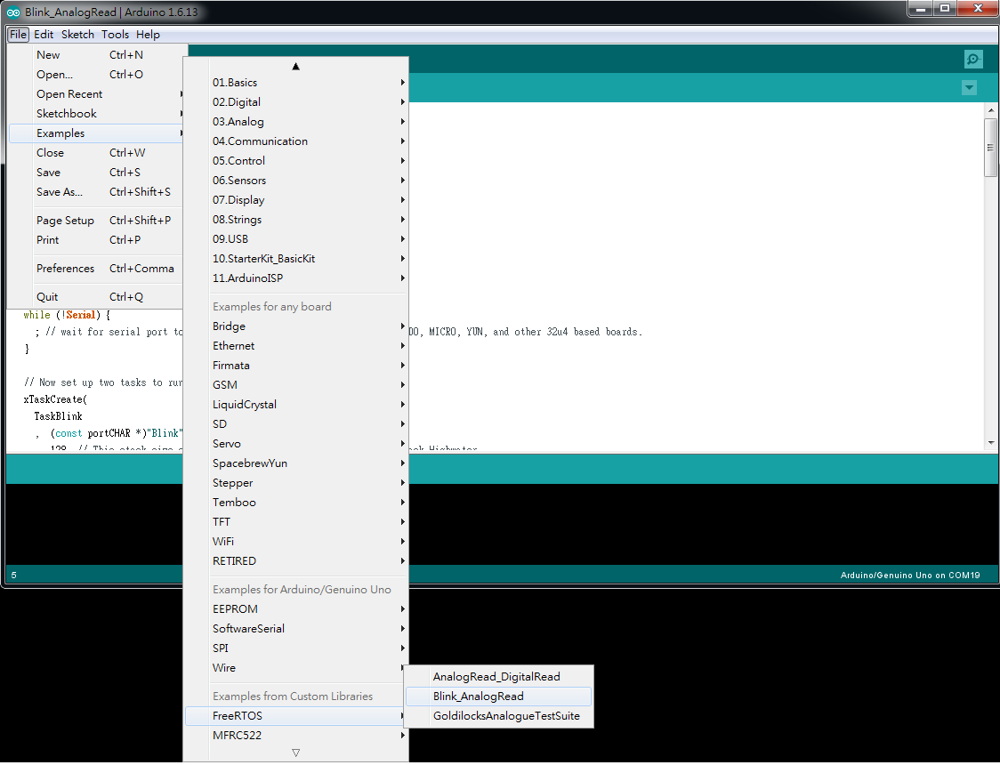 Blink_AnalogRead | Arduino 1.6.13
File Edit Sketch Tools Help
New Ctrl+N
Open... Ctrl+O
Open Recent
Sketchbook
Examples
Close Ctrl+W
Save Ctrl+S
Save As... Ctrl+Shift+S
Page Setup Ctrl+Shift+P
Print Ctrl+P
Preferences Ctrl+Comma
Quit Ctrl+Q
01.Basics
02.Digital
03.Analog
04.Communication
05.Control
06.Sensors
07.Display
08.Strings
09.USB
10.StarterKit_BasicKit
11.ArduinoISP
Examples for any board
Bridge
Ethernet
Firmata
GSM
LiquidCrystal
SD
Servo
SpacebrewYun
Stepper
Temboo
TFT
WiFi
RETIRED
Examples for Arduino/Genuino Uno
EEPROM
SoftwareSerial
SPI
Wire
Examples from Custom Libraries
FreeRTOS
MFRC522
AnalogRead_DigitalRead
Blink_AnalogRead
GoldilocksAnalogueTestSuite
while (!Serial) {
; // wait for serial port to DO, MICRO, YUN, and other 32u4 based boards.
}
// Now set up two tasks to run
xTaskCreate(
TaskBlink
, (const portCHAR *)"Blink"
128 // This stack size
5
Arduino/Genuino Uno on COM19